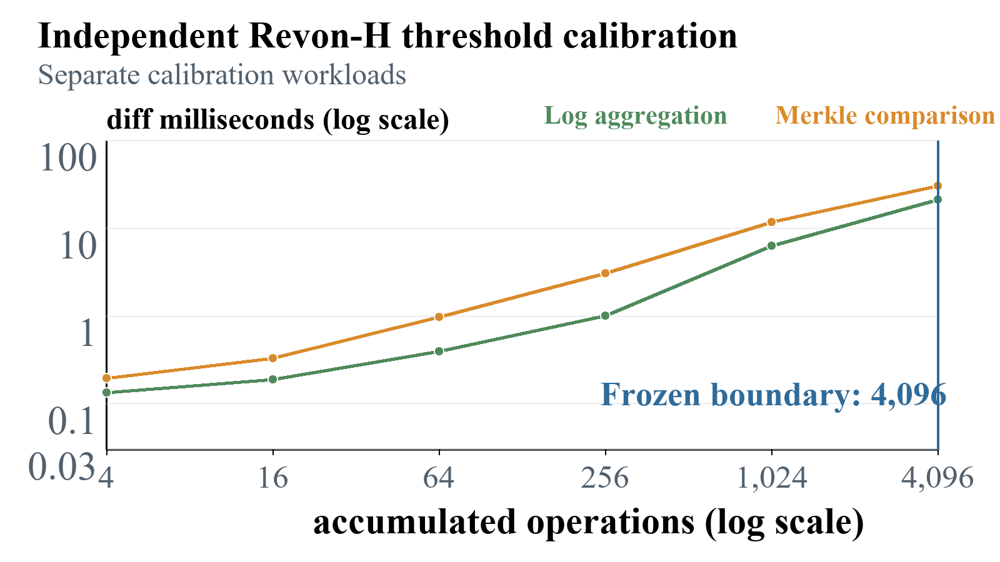 Independent Revon-H threshold calibration
Separate calibration workloads
diff milliseconds (log scale)
Log aggregation
Merkle comparison
100
10
1
0.1
0.03
Frozen boundary: 4,096
4
16
64
256
1,024
4,096
accumulated operations (log scale)